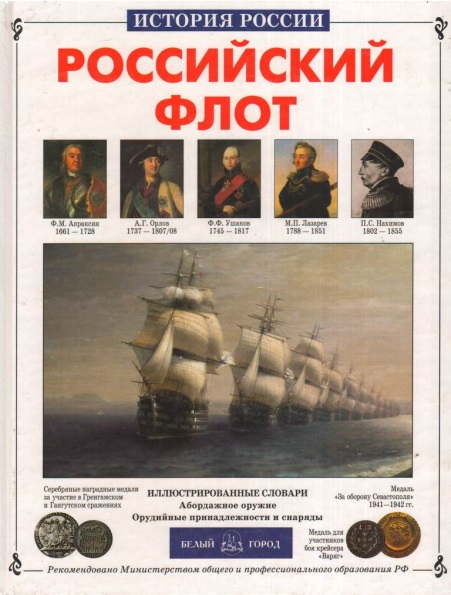 ИСТОРИЯ РОССИИ
РОССИЙСКИЙ
ФЛОТ
Ф.М. Апраксин
1661 — 1728
А.Г. Орлов
1737 — 1807/08
Ф.Ф. Ушаков
1745 — 1817
М.П. Лазарев
1788 — 1851
П.С. Нахимов
1802 — 1855
Серебряные наградные медали
за участие в Гренгамском
и Гангутском сражениях
ИЛЛЮСТРИРОВАННЫЕ СЛОВАРИ
Абордажное оружие
Орудийные принадлежности и снаряды
БЕЛЫЙ ГОРОД
Медаль
«За оборону Севастополя»
1941—1942 гг.
Медаль для
участников
боя крейсера
"Варяг"
Рекомендовано Министерством общего и профессионального образования РФ